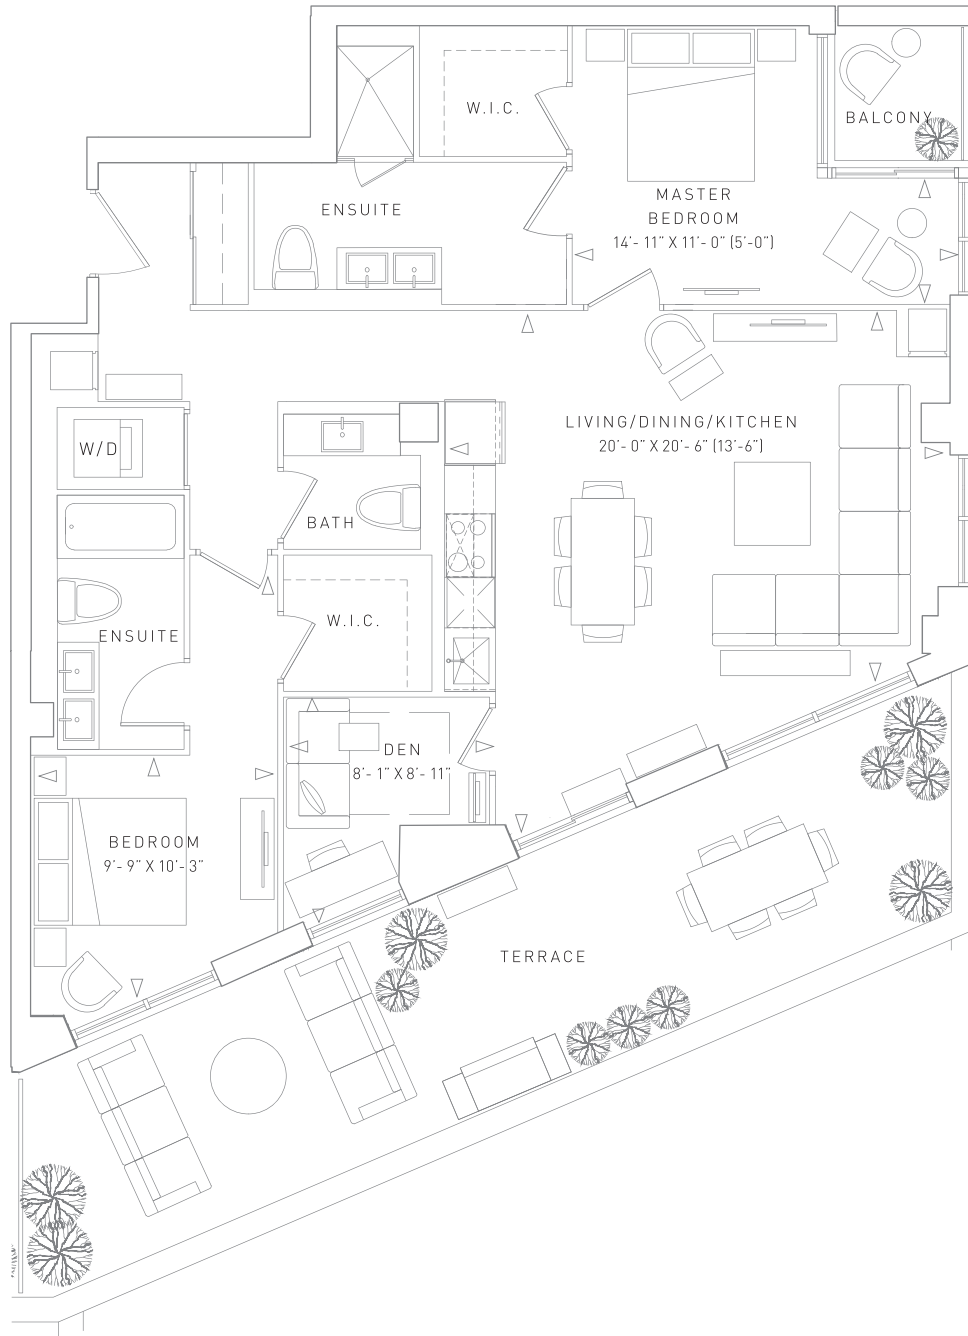 W.I.C.
BALCONY
MASTER
BEDROOM
14'- 11" X 11'- 0" (5'-0")
ENSUITE
LIVING/DINING/KITCHEN
20'- 0" X 20'- 6" (13'-6")
W/D
BATH
W.I.C.
ENSUITE
DEN
8'- 1" X 8'- 11"
BEDROOM
9'- 9" X 10'- 3"
TERRACE